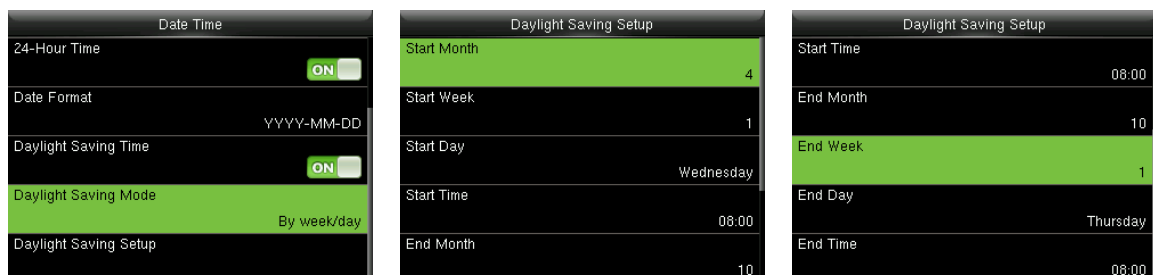 Date Time
24-Hour Time
ON
Date Format
YYYY-MM-DD
Daylight Saving Time
ON
Daylight Saving Mode
By week/day
Daylight Saving Setup
Daylight Saving Setup
Start Month
4
Start Week
1
Start Day
Wednesday
Start Time
08:00
End Month
10
Daylight Saving Setup
Start Time
08:00
End Month
10
End Week
1
End Day
Thursday
End Time
08:00